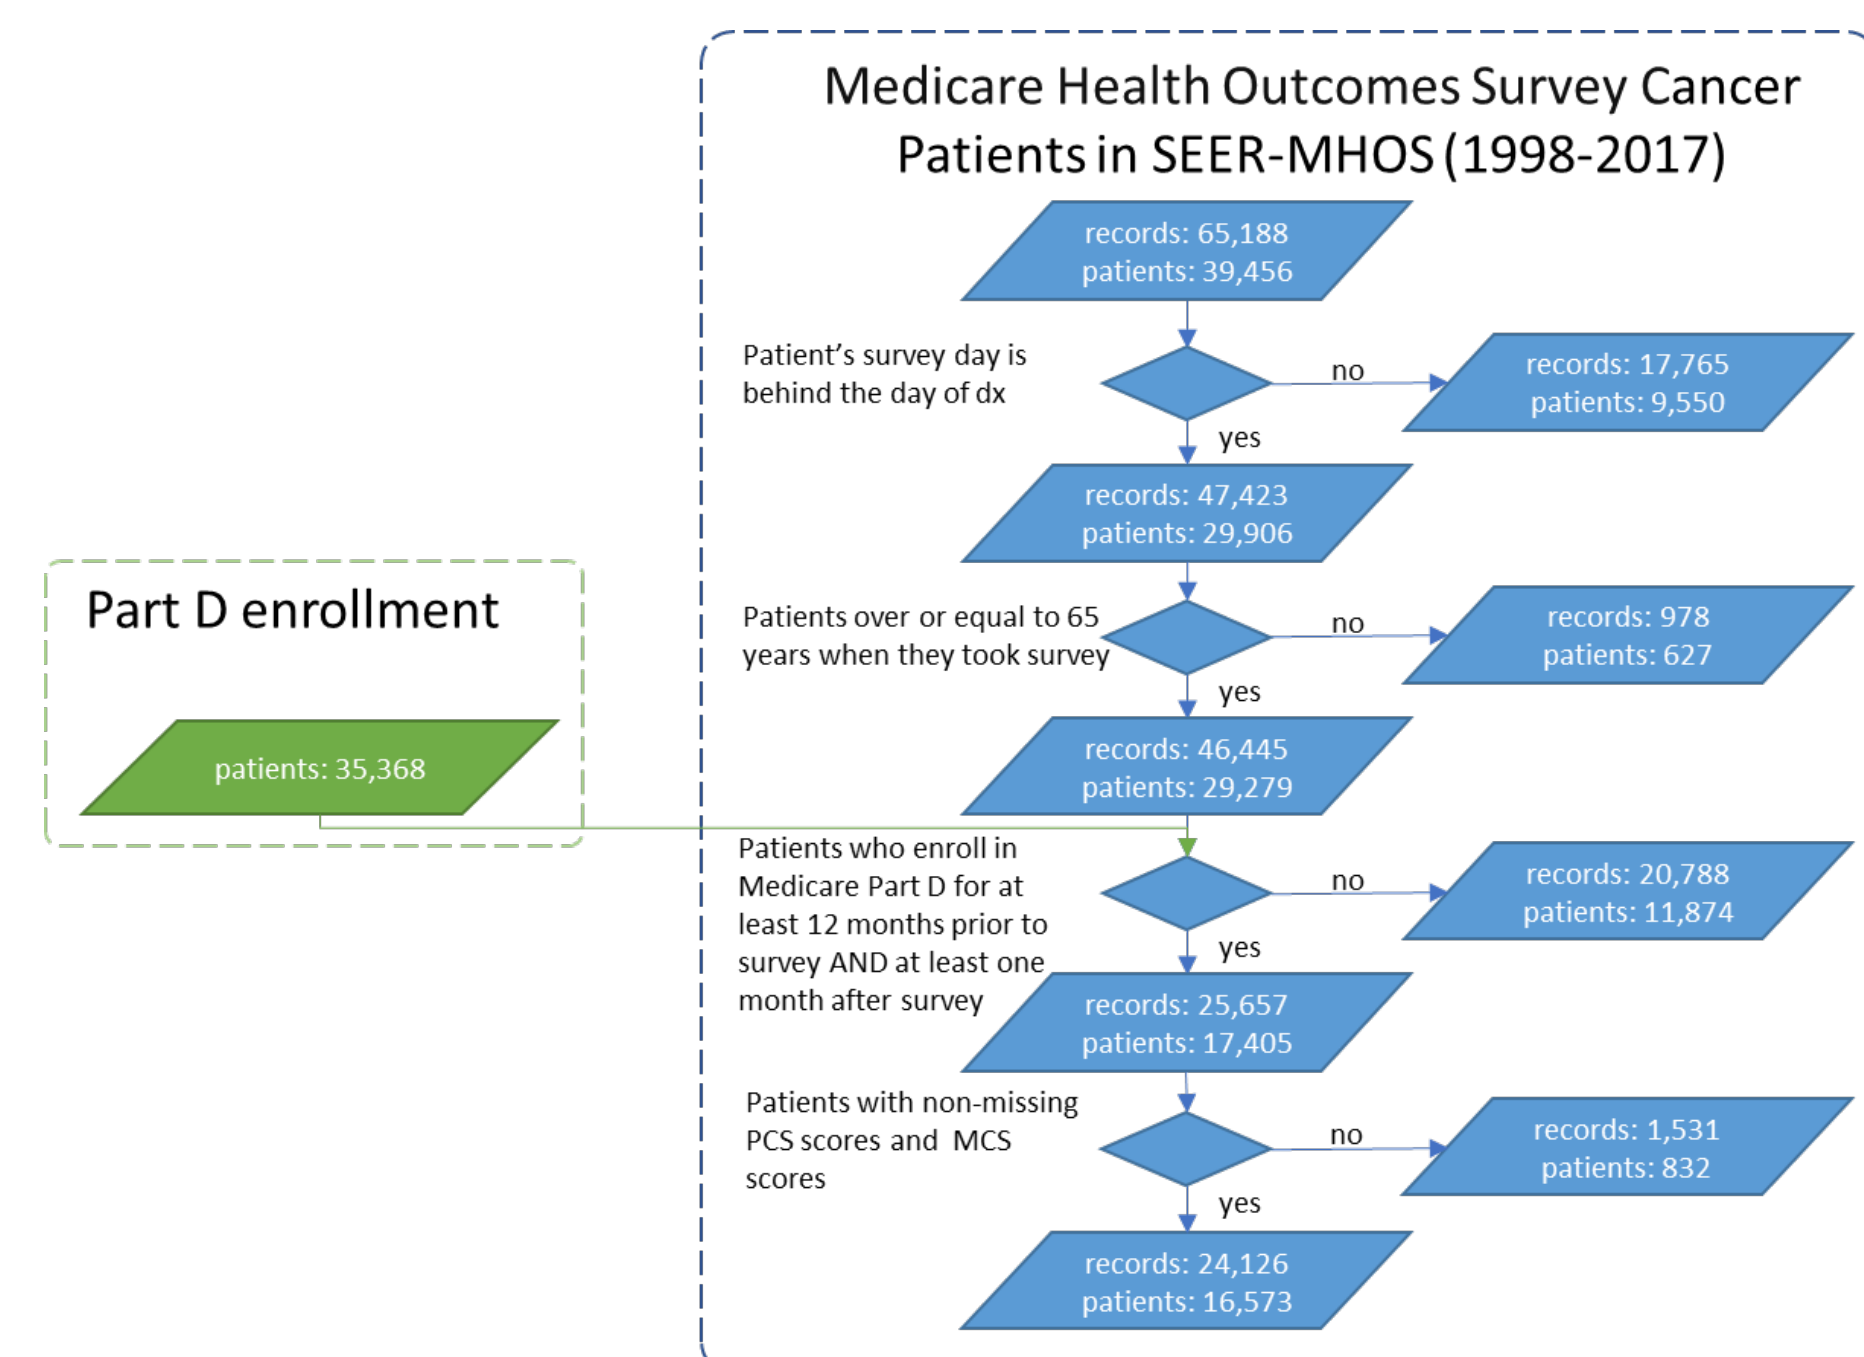 Medicare Health Outcomes Survey Cancer
Patients in SEER-MHOS (1998-2017)
records: 65,188
patients: 39,456
Patient’s survey day is
behind the day of dx
no
records: 17,765
patients: 9,550
yes
records: 47,423
patients: 29,906
Patients over or equal to 65
years when they took survey
no
records: 978
patients: 627
yes
records: 46,445
patients: 29,279
Part D enrollment
patients: 35,368
Patients who enroll in
Medicare Part D for at
least 12 months prior to
survey AND at least one
month after survey
no
records: 20,788
patients: 11,874
yes
records: 25,657
patients: 17,405
Patients with non-missing
PCS scores and MCS
scores
no
records: 1,531
patients: 832
yes
records: 24,126
patients: 16,573